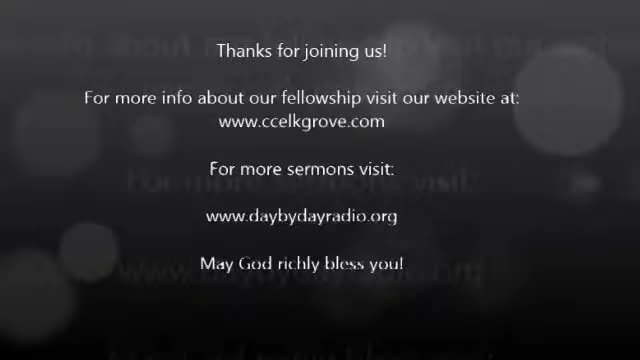 Thanks for joining us!
For more info about our fellowship visit our website at:
www.ccelkgrove.com
For more sermons visit:
www.daybydayradio.org
May God richly bless you!